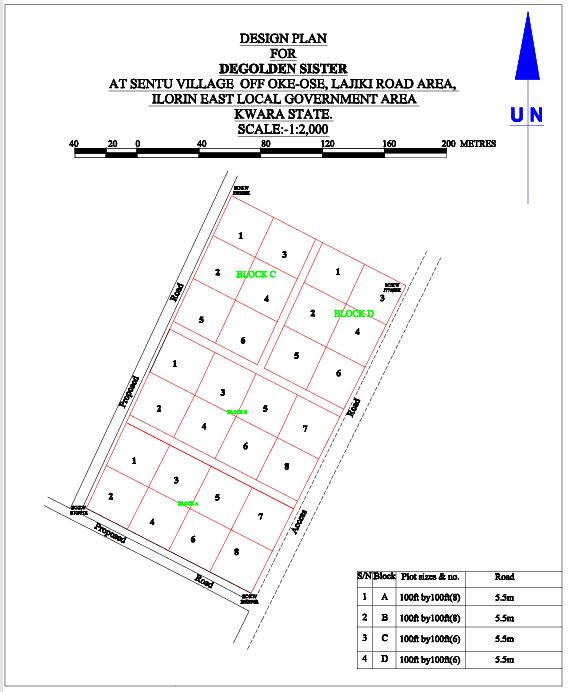 DESIGN PLAN
FOR
DEGOLDEN SISTER
AT SENTU VILLAGE OFF OKE-OSE, LAJIKI ROAD AREA,
ILORIN EAST LOCAL GOVERNMENT AREA
KWARA STATE.
SCALE:-1:2,000
UN
40 20 0 40 80 120 160 200 METRES
1
3
2
BLOCK C
4
5
6
1
3
2
BLOCK D
4
5
6
Road
Proposed
1
3
5
7
2
4
6
8
BLOCK B
Road
Access
1
3
5
7
2
4
6
8
BLOCK A
Proposed
Road
S/N Block Plot sizes & no. Road
1 A 100ft by100ft(8) 5.5m
2 B 100ft by100ft(8) 5.5m
3 C 100ft by100ft(6) 5.5m
4 D 100ft by100ft(6) 5.5m